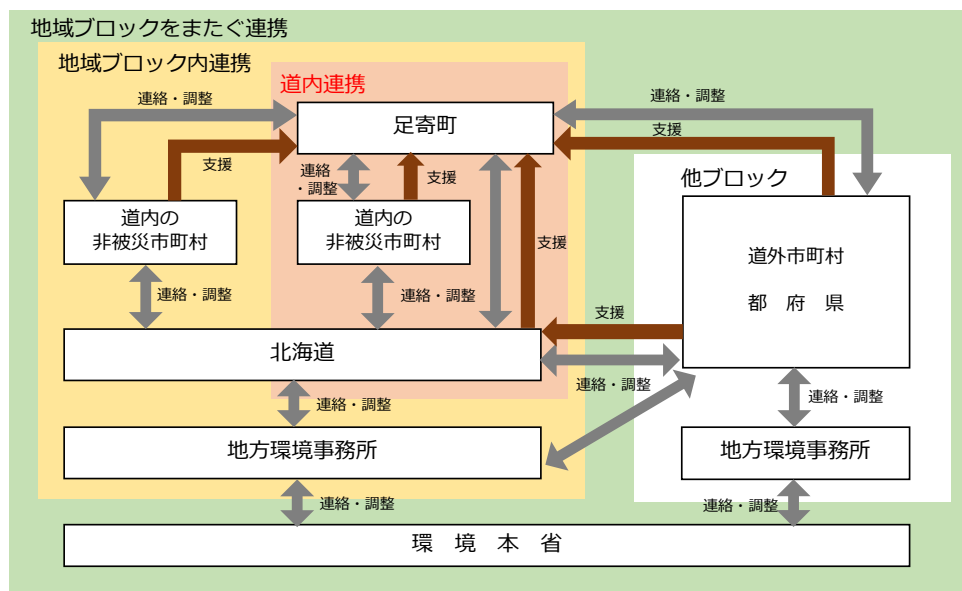 地域ブロックをまたぐ連携
地域ブロック内連携
道内連携
連絡・調整
足寄町
連絡・調整
支援
支援
連絡
・調整
支援
他ブロック
道内の
非被災市町村
道内の
非被災市町村
支援
道外市町村
都　府　県
連絡・調整
連絡・調整
支援
北海道
連絡・調整
連絡・調整
連絡・調整
地方環境事務所
地方環境事務所
連絡・調整
連絡・調整
環　境　本　省